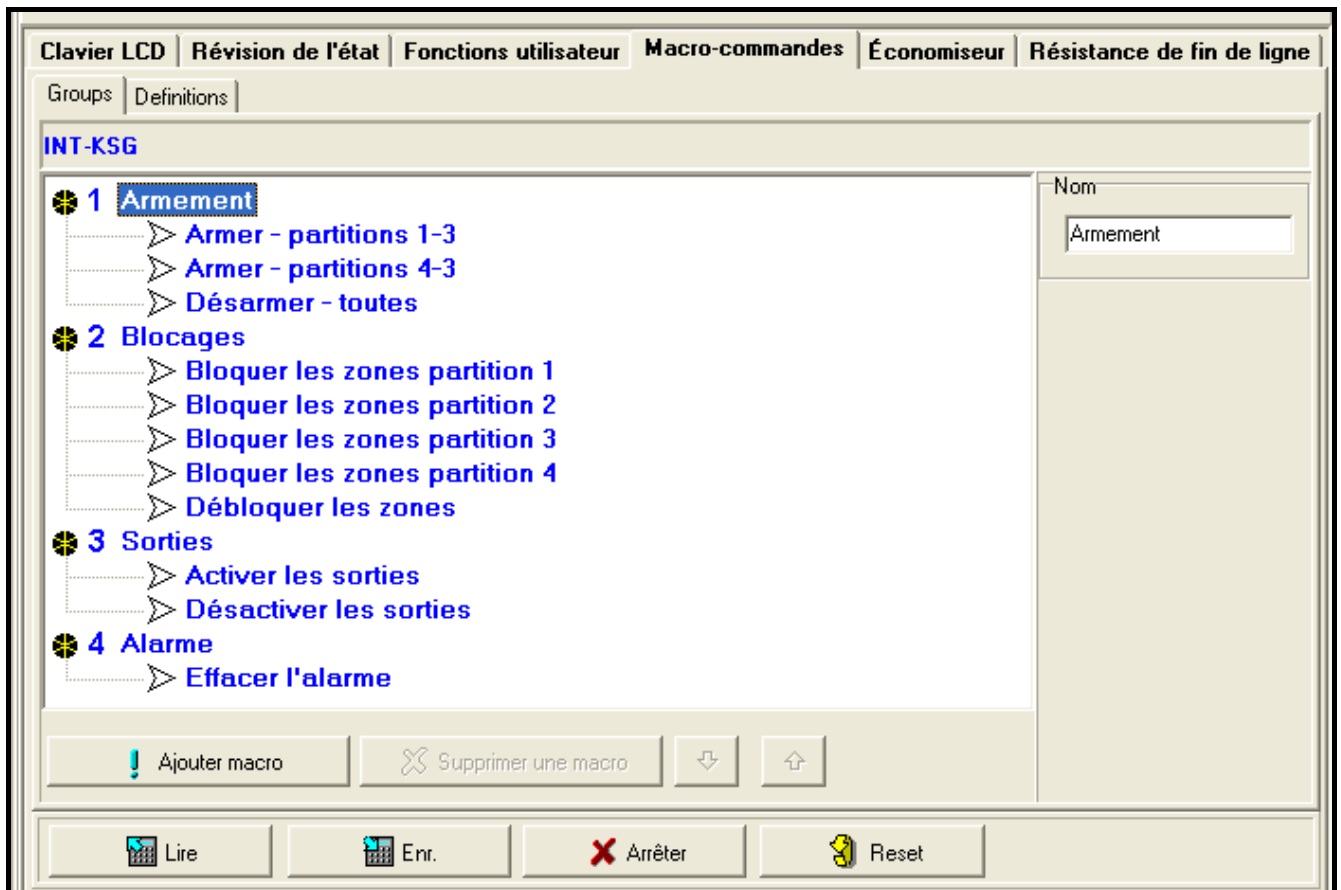 Clavier LCD Révision de l'état Fonctions utilisateur Macro-commandes Économiseur Résistance de fin de ligne
Groups Definitions
INT-KSG
1 Armement
Armer - partitions 1-3
Armer - partitions 4-3
Désarmer - toutes
2 Blocages
Bloquer les zones partition 1
Bloquer les zones partition 2
Bloquer les zones partition 3
Bloquer les zones partition 4
Débloquer les zones
3 Sorties
Activer les sorties
Désactiver les sorties
4 Alarme
Effacer l'alarme
Nom
Armement
Ajouter macro Supprimer une macro
Lire Enr. Arrêter Reset